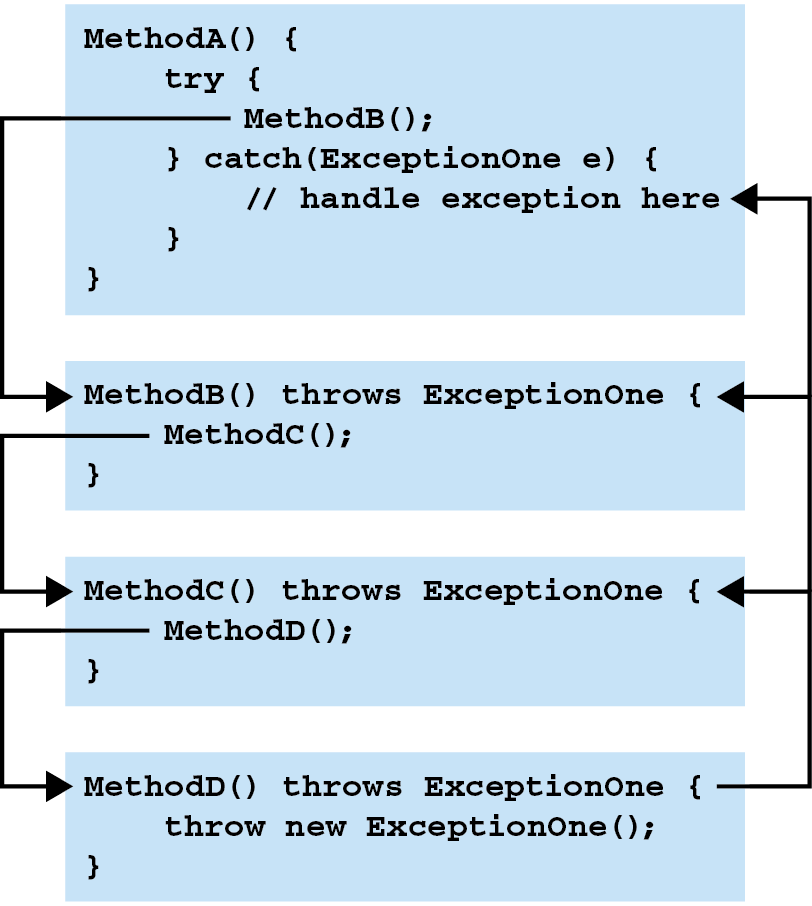 MethodA() {
    try {
        MethodB();
    } catch(ExceptionOne e) {
        // handle exception here
    }
}
MethodB() throws ExceptionOne {
    MethodC();
}
MethodC() throws ExceptionOne {
    MethodD();
}
MethodD() throws ExceptionOne {
    throw new ExceptionOne();
}